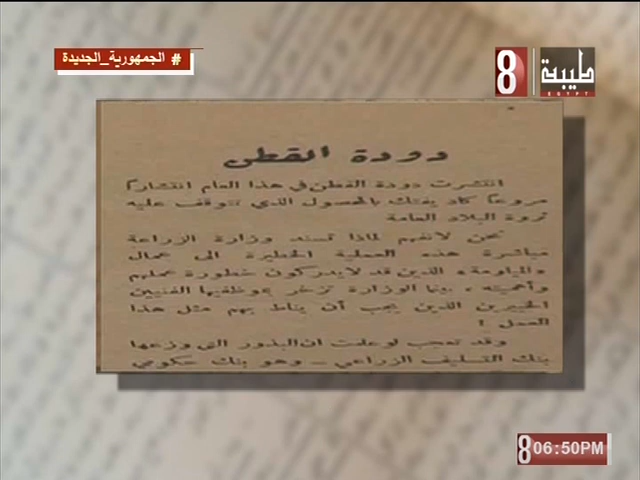 #الجمهورية_الجديدة
8 طيبة
EGYPT
دودة القطن
انتشرت دودة القطن في هذا العام انتشارا
مروعا كاد يفتك بالمحصول الذي تتوقف عليه
ثروة البلاد العامة
نحن لا نفهم لماذا تسند وزارة الزراعة
مباشرة هذه العملية الخطيرة الى عمال
«المياومة» الذين قد لا يدركون خطورة عملهم
وأهميته، بينما الوزارة تزخر بموظفيها الفنيين
الخبيرين الذين يجب أن يناط بهم مثل هذا
العمل !
وقد تعجب لو علمت ان البذور التي وزعها
بنك التسليف الزراعي - وهو بنك حكومي
8 06:50PM